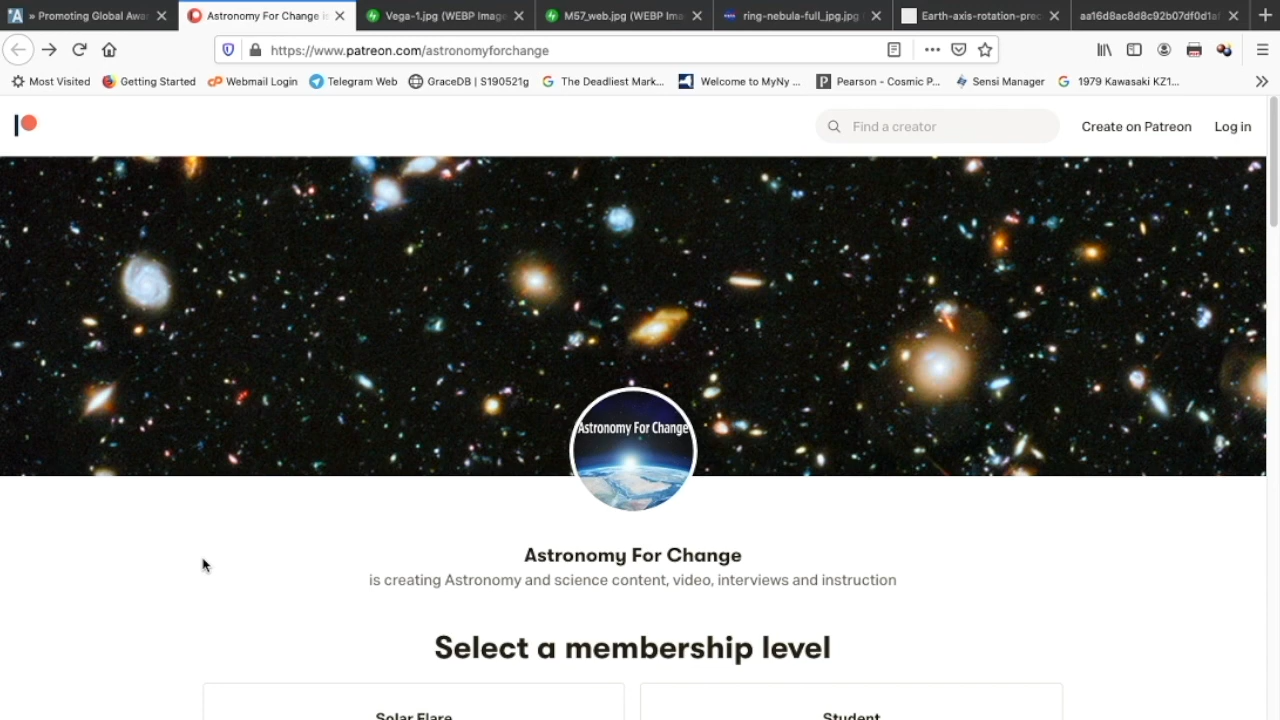 » Promoting Global Awar
Astronomy For Change i
Vega-1.jpg (WEBP Image
M57_web.jpg (WEBP Ima
ring-nebula-full_jpg.jpg
Earth-axis-rotation-prec
aa16d8ac8d8c92b07df0d1a
https://www.patreon.com/astronomyforchange
Most Visited
Getting Started
Webmail Login
Telegram Web
GraceDB | S190521g
The Deadliest Mark...
Welcome to MyNy ...
Pearson - Cosmic P...
Sensi Manager
1979 Kawasaki KZ1...
Find a creator
Create on Patreon
Log in
Astronomy For Change
Astronomy For Change
is creating Astronomy and science content, video, interviews and instruction
Select a membership level
Solar Flare
Student